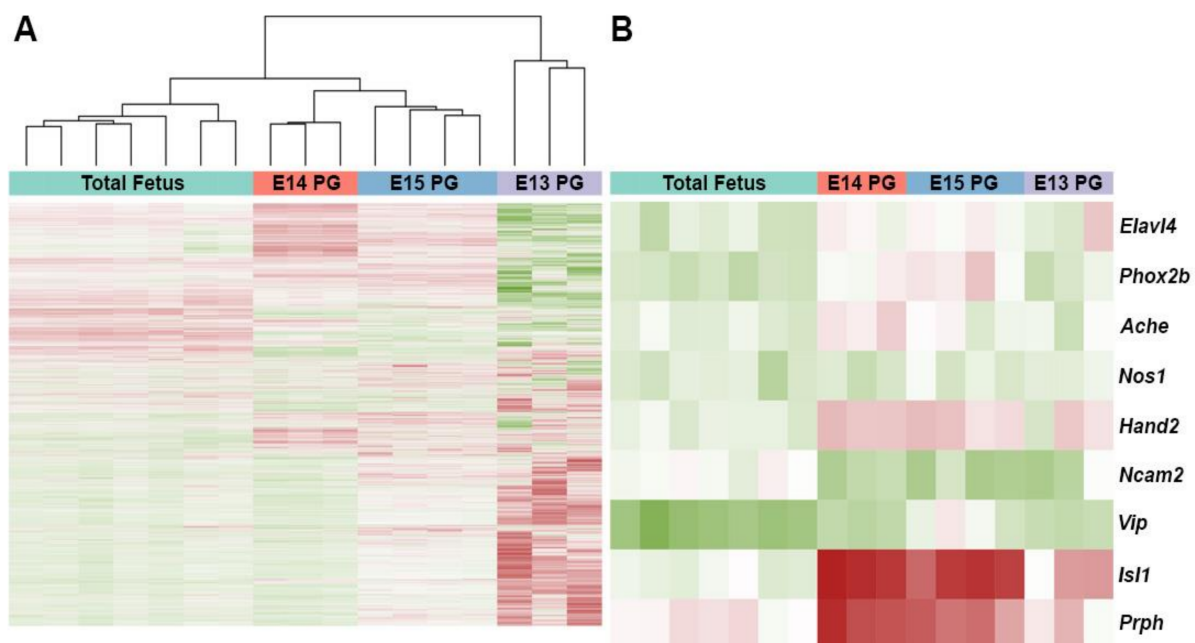 A
B
Total Fetus E14 PG E15 PG E13 PG
Total Fetus E14 PG E15 PG E13 PG
Elavl4
Phox2b
Ache
Nos1
Hand2
Ncam2
Vip
Isl1
Prph